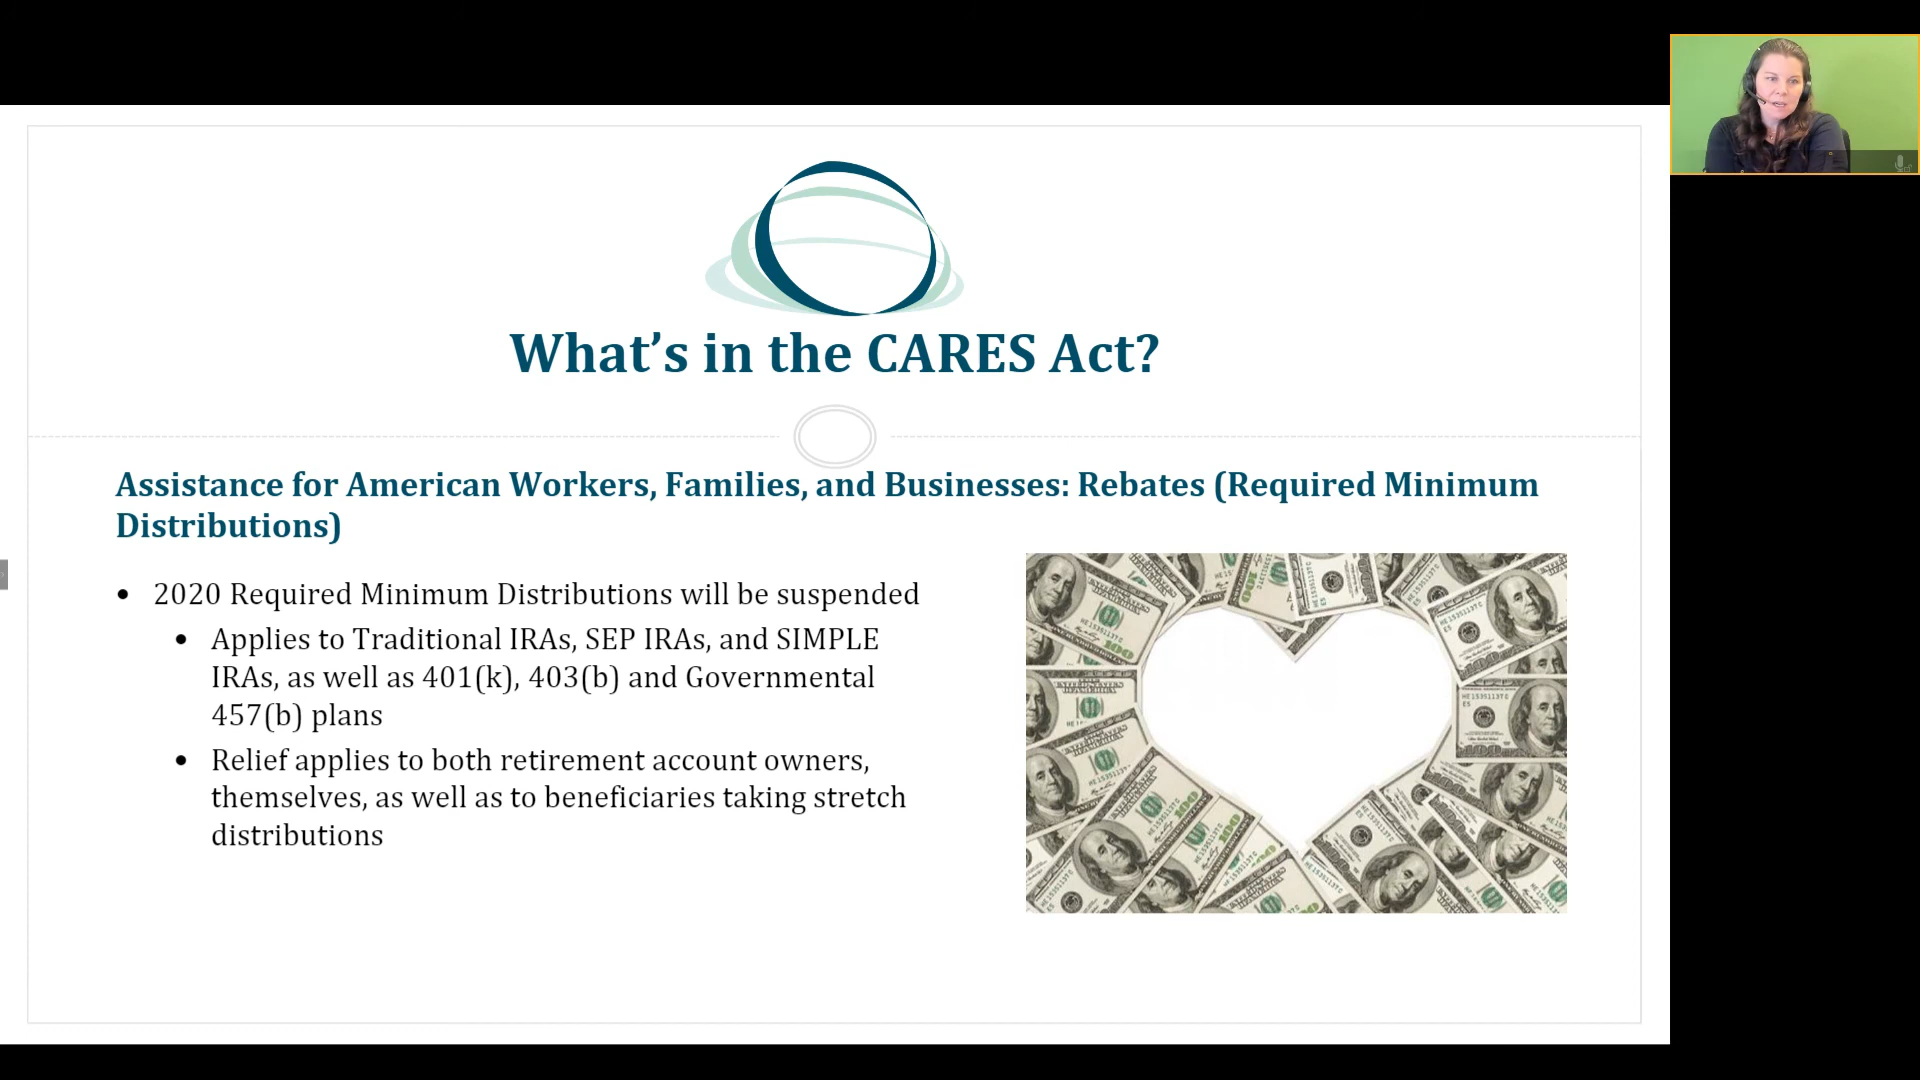 What’s in the CARES Act?
Assistance for American Workers, Families, and Businesses: Rebates (Required Minimum
Distributions)
• 2020 Required Minimum Distributions will be suspended
• Applies to Traditional IRAs, SEP IRAs, and SIMPLE
IRAs, as well as 401(k), 403(b) and Governmental
457(b) plans
• Relief applies to both retirement account owners,
themselves, as well as to beneficiaries taking stretch
distributions